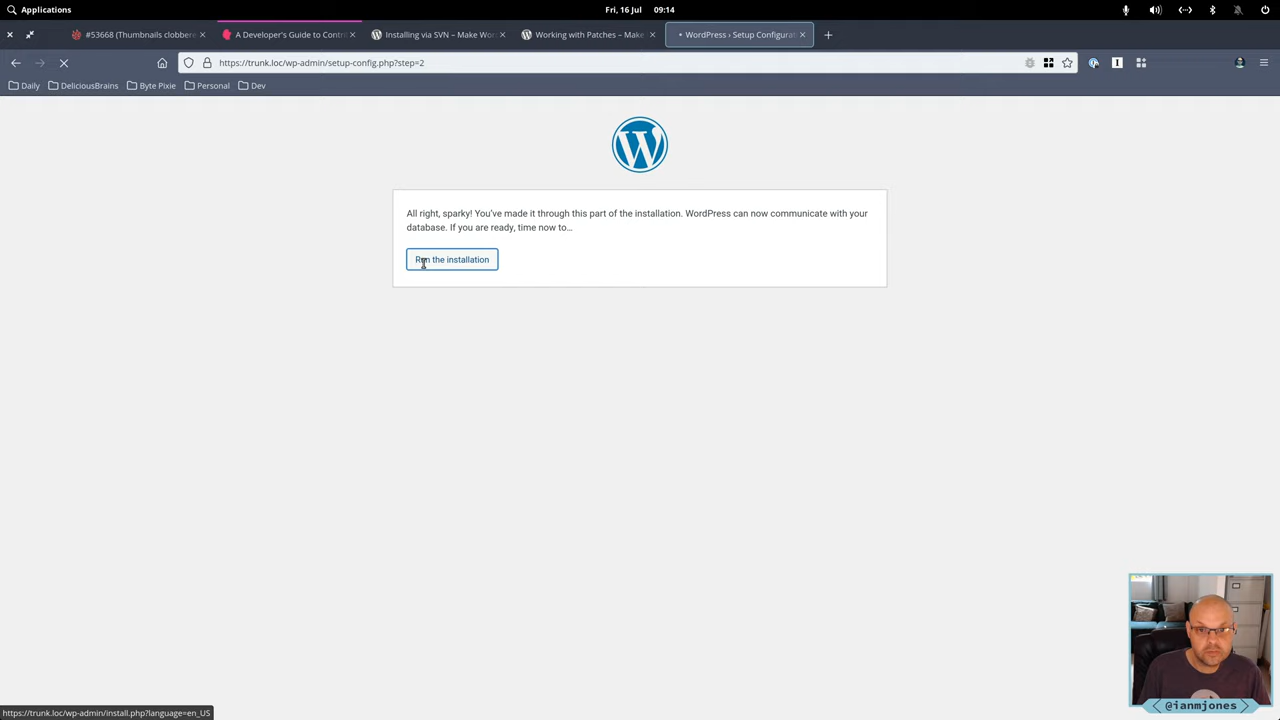 Applications
Fri, 16 Jul 09:14
#53668 (Thumbnails clobbere
A Developer's Guide to Contri
Installing via SVN – Make Wor
Working with Patches – Make
WordPress › Setup Configurat
https://trunk.loc/wp-admin/setup-config.php?step=2
Daily
DeliciousBrains
Byte Pixie
Personal
Dev
All right, sparky! You've made it through this part of the installation. WordPress can now communicate with your
database. If you are ready, time now to…
Run the installation
@ianmjones
https://trunk.loc/wp-admin/install.php?language=en_US